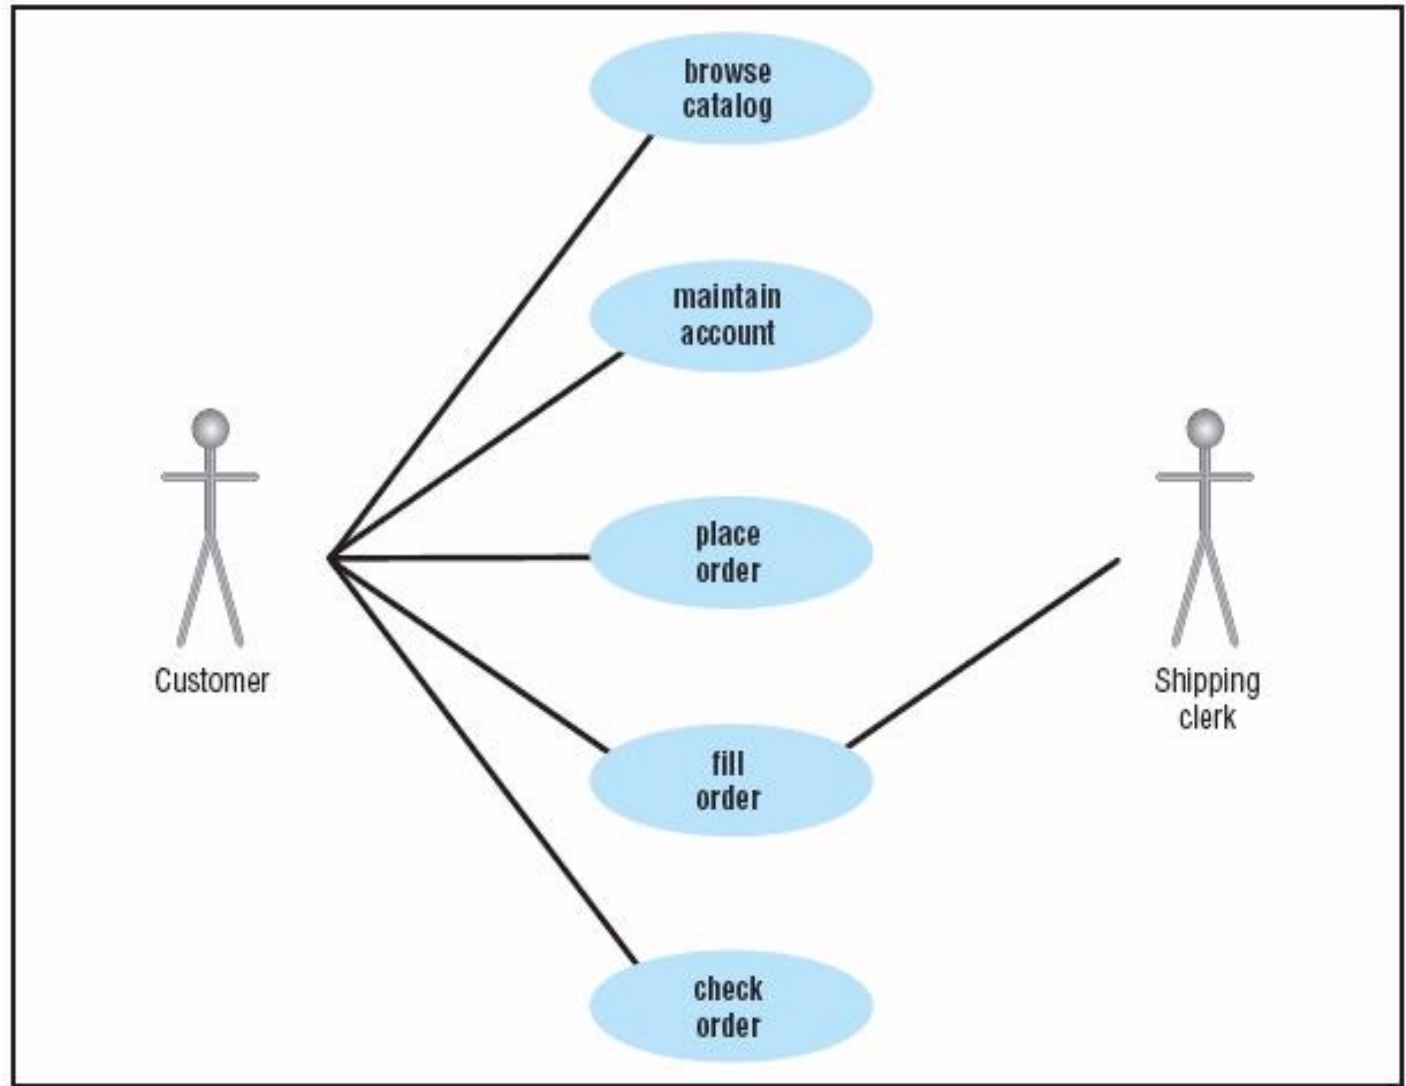 browse
catalog
maintain
account
place
order
Customer
Shipping
clerk
fill
order
check
order